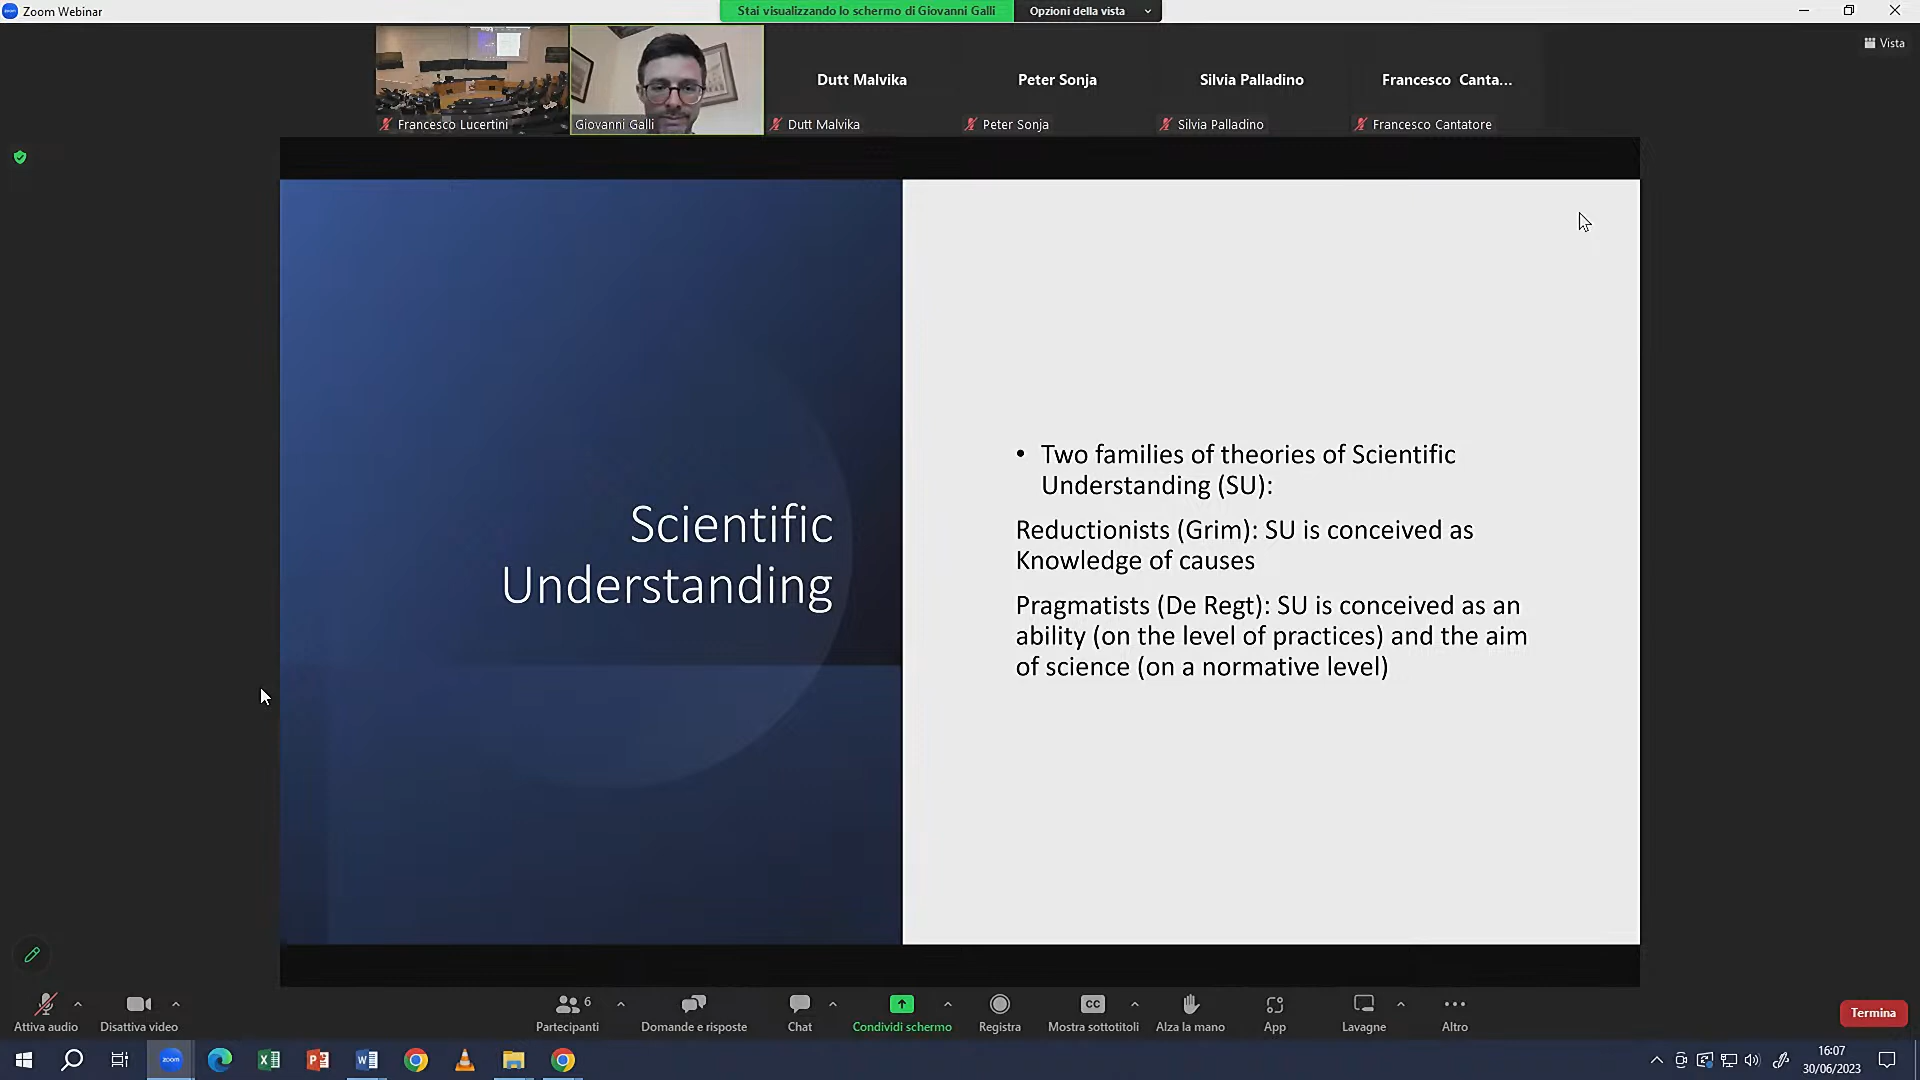 Zoom Webinar
Stai visualizzando lo schermo di Giovanni Galli
Opzioni della vista
Vista
Dutt Malvika
Peter Sonja
Silvia Palladino
Francesco Canta...
Francesco Lucertini
Giovanni Galli
Dutt Malvika
Peter Sonja
Silvia Palladino
Francesco Cantatore
Scientific
Understanding
• Two families of theories of Scientific
Understanding (SU):
Reductionists (Grim): SU is conceived as
Knowledge of causes
Pragmatists (De Regt): SU is conceived as an
ability (on the level of practices) and the aim
of science (on a normative level)
Attiva audio
Disattiva video
6
Partecipanti
Domande e risposte
Chat
Condividi schermo
Registra
CC
Mostra sottotitoli
Alza la mano
App
Lavagne
Altro
Termina
zoom
16:07
30/06/2023